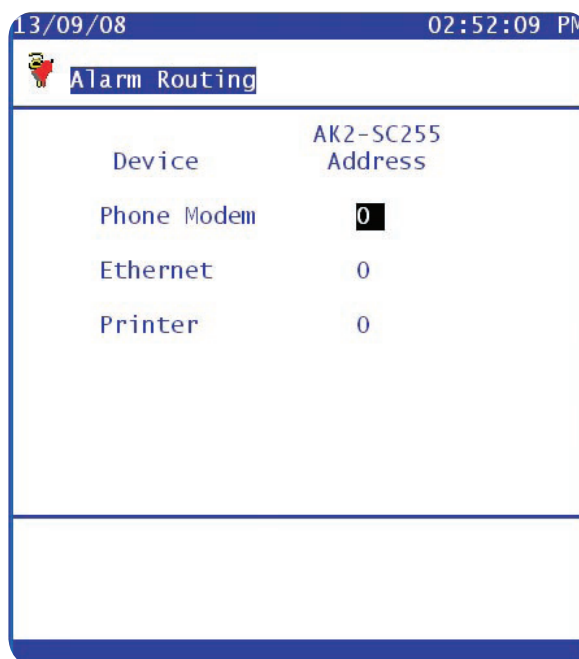 13/09/08 02:52:09 PM
Alarm Routing
AK2-SC255
Device Address
Phone Modem 0
Ethernet 0
Printer 0